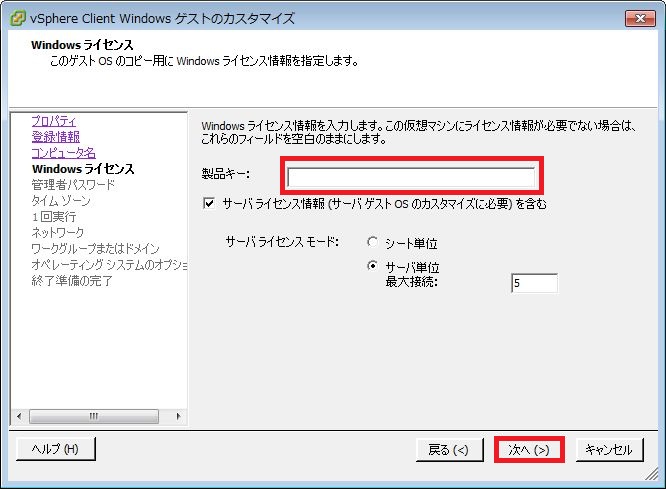 vSphere Client Windows ゲストのカスタマイズ
Windows ライセンス
このゲスト OS のコピー用に Windows ライセンス情報を指定します。
プロパティ
登録情報
コンピュータ名
Windows ライセンス
管理者パスワード
タイム ゾーン
1 回実行
ネットワーク
ワークグループまたはドメイン
オペレーティング システムのオプショ
終了準備の完了
Windows ライセンス情報を入力します。この仮想マシンにライセンス情報が必要でない場合は、
これらのフィールドを空白のままにします。
製品キー:
サーバ ライセンス情報 (サーバ ゲスト OS のカスタマイズに必要) を含む
サーバ ライセンス モード:
シート単位
サーバ単位
最大接続:
5
ヘルプ (H)
戻る (<)
次へ (>)
キャンセル